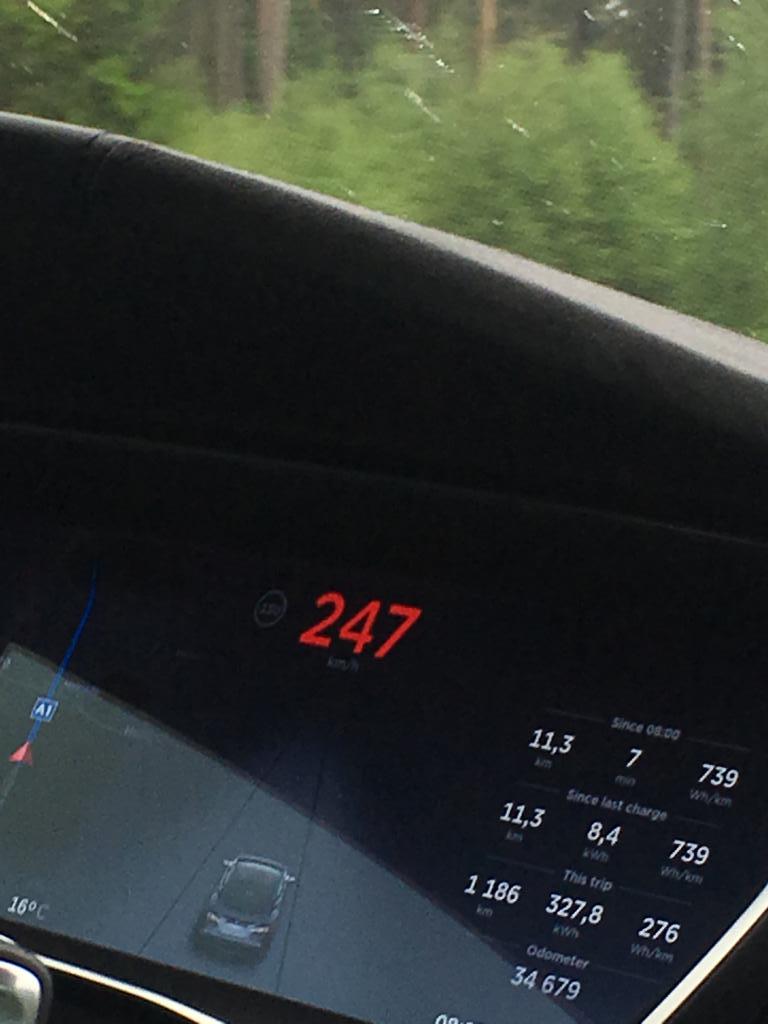 130 247
km/h
A1
Since 08:00
11,3 7 739
km min Wh/km
Since last charge
11,3 8,4 739
km kWh Wh/km
This trip
1 186 327,8 276
km kWh Wh/km
Odometer
34 679
16°C